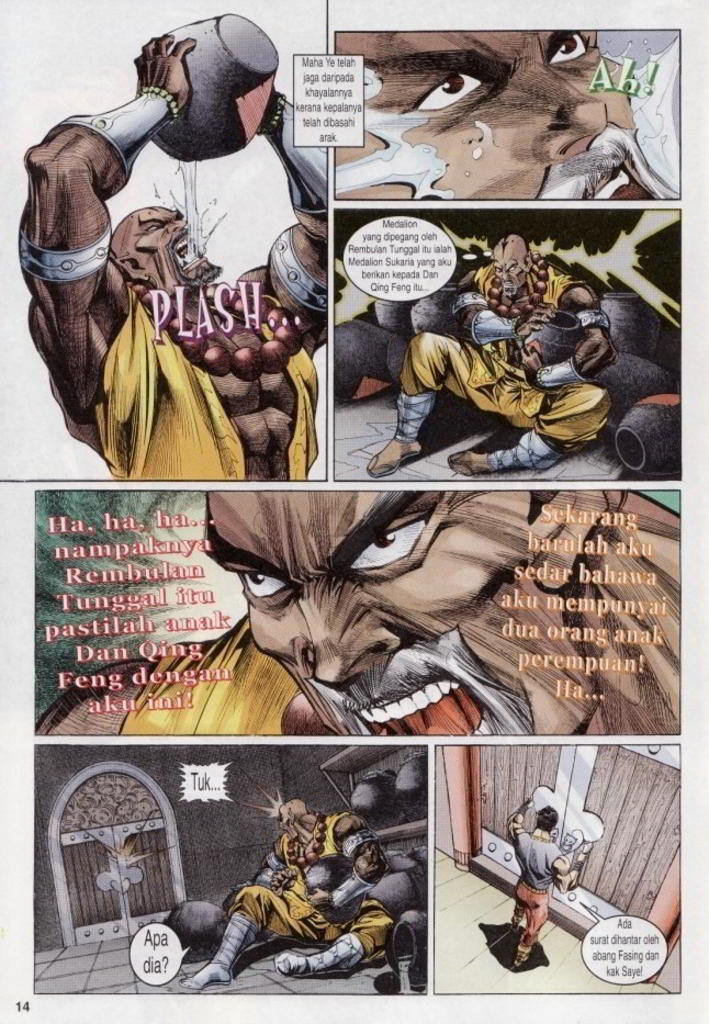 Maha Ye telah
jaga daripada
khayalannya
kerana kepalanya
telah dibasahi
arak.
AH!
PLASH...
Medalion
yang dipegang oleh
Rembulan Tunggal itu ialah
Medalion Sukaria yang aku
berikan kepada Dan
Qing Feng itu...
Ha, ha, ha...
nampaknya
Rembulan
Tunggal itu
pastilah anak
Dan Qing
Feng dengan
aku ini!
Sekarang
barulah aku
sedar bahawa
aku mempunyai
dua orang anak
perempuan!
Ha...
Tuk...
Apa
dia?
Ada
surat dihantar oleh
abang Fasing dan
kak Saye!
14